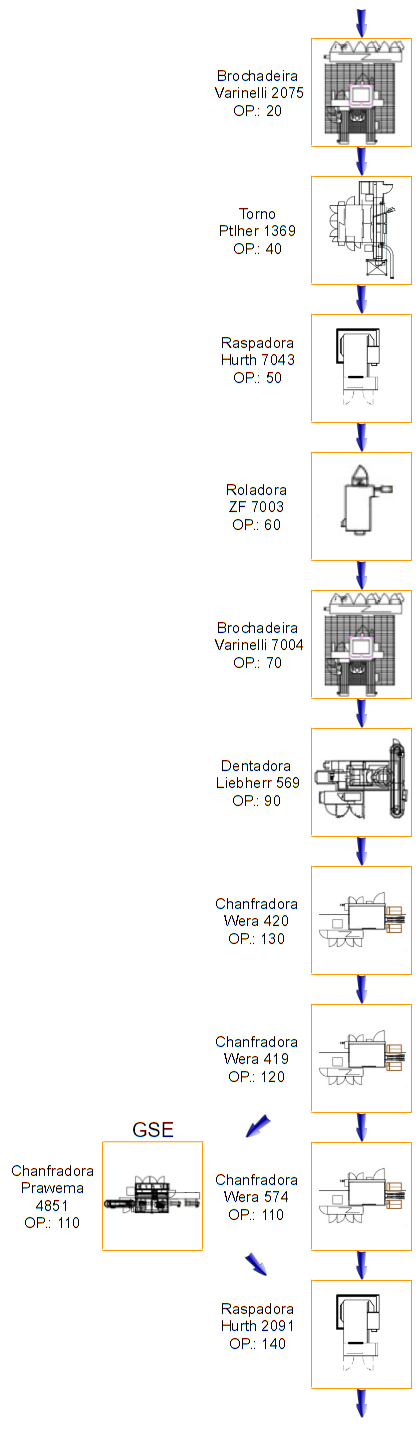 Brochadeira
Varinelli 2075
OP.: 20
Torno
Ptlher 1369
OP.: 40
Raspadora
Hurth 7043
OP.: 50
Roladora
ZF 7003
OP.: 60
Brochadeira
Varinelli 7004
OP.: 70
Dentadora
Liebherr 569
OP.: 90
Chanfradora
Wera 420
OP.: 130
Chanfradora
Wera 419
OP.: 120
GSE
Chanfradora
Prawema
4851
OP.: 110
Chanfradora
Wera 574
OP.: 110
Raspadora
Hurth 2091
OP.: 140